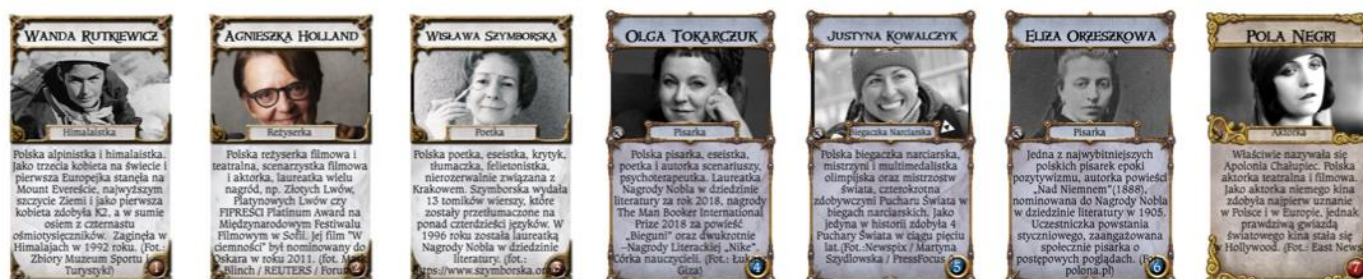 WANDA RUTKIEWICZ
Himalaistka
Polska alpinistka i himalaistka.
Jako trzecia kobieta na świecie i
pierwsza Europejka stanęła na
Mount Evereście, najwyższym
szczycie Ziemi i jako pierwsza
kobieta zdobyła K2, a w sumie
osiem z czternastu
ośmiotysięczników. Zaginęła w
Himalajach w 1992 roku. (Fot.:
Zbiory Muzeum Sportu i
Turystyki)
1
AGNIESZKA HOLLAND
Reżyserka
Polska reżyserka filmowa i
teatralna, scenarzystka filmowa
i aktorka, laureatka wielu
nagród, np. Złotych Lwów,
Platynowych Lwów czy
FIPRESCI Platinum Award na
Międzynarodowym Festiwalu
Filmowym w Sofii. Jej film "W
ciemności" był nominowany do
Oskara w roku 2011. (fot.
Blinch / REUTERS / Forum
2
WISŁAWA SZYMBORSKA
Poetka
Polska poetka, eseistka, krytyk,
tłumaczka, felietonistka,
nierozerwalnie związana z
Krakowem. Szymborska wydała
13 tomików wierszy, które
zostały przetłumaczone na
ponad czterdzieści języków. W
1996 roku została laureatką
Nagrody Nobla w dziedzinie
literatury. (fot.:
https://www.szymborska.org
3
OLGA TOKARCZUK
Pisarka
Polska pisarka, eseistka,
poetka i autorka scenariuszy,
psychoterapeutka. Laureatka
Nagrody Nobla w dziedzinie
literatury za rok 2018, nagrody
The Man Booker International
Prize 2018 za powieść
„Bieguni" oraz dwukrotnie
–Nagrody Literackiej „Nike".
Córka nauczycieli. (Fot.: Łukasz
Giza)
4
JUSTYNA KOWALCZYK
Biegaczka Narciarska
Polska biegaczka narciarska,
mistrzyni i multimedalistka
olimpijska oraz mistrzostw
świata, czterokrotna
zdobywczyni Pucharu Świata w
biegach narciarskich. Jako
jedyna w historii zdobyła 4
Puchary Świata w ciągu pięciu
lat.(Fot.:Newspix / Martyna
Szydłowska / PressFocus
5
ELIZA ORZESZKOWA
Pisarka
Jedna z najwybitniejszych
polskich pisarek epoki
pozytywizmu, autorka powieści
„Nad Niemnem"(1888),
nominowana do Nagrody Nobla
w dziedzinie literatury w 1905.
Uczestniczka powstania
styczniowego, zaangażowana
społecznie pisarka o
postępowych poglądach. (Fot.:
polona.pl)
6
POLA NEGRI
Aktorka
Właściwie nazywała się
Apolonia Chałupiec. Polska
aktorka teatralna i filmowa.
Jako aktorka niemego kina
zdobyła najpierw uznanie
w Polsce i w Europie, jednak
prawdziwą gwiazdą
światowego kina stała się
w Hollywood. (Fot.: East News
7